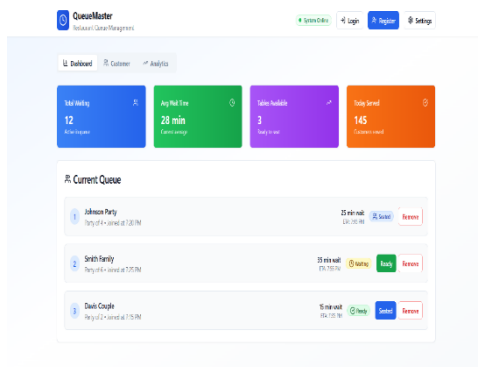 QueueMaster
Restaurant Queue Management
System Online
Login
Register
Settings
Dashboard
Customer
Analytics
Total Waiting
12
Avg Wait Time
28 min
Current average
Tables Available
3
Ready to seat
Today Served
145
Customers served
Current Queue
1
Johnson Party
Party of 4 • Joined at 7:30 PM
25 min wait
Seated
Remove
2
Smith Family
Party of 6 • Joined at 7:25 PM
35 min wait
Waiting
Ready
Remove
3
Davis Couple
Party of 2 • Joined at 7:15 PM
15 min wait
Ready
Seated
Remove